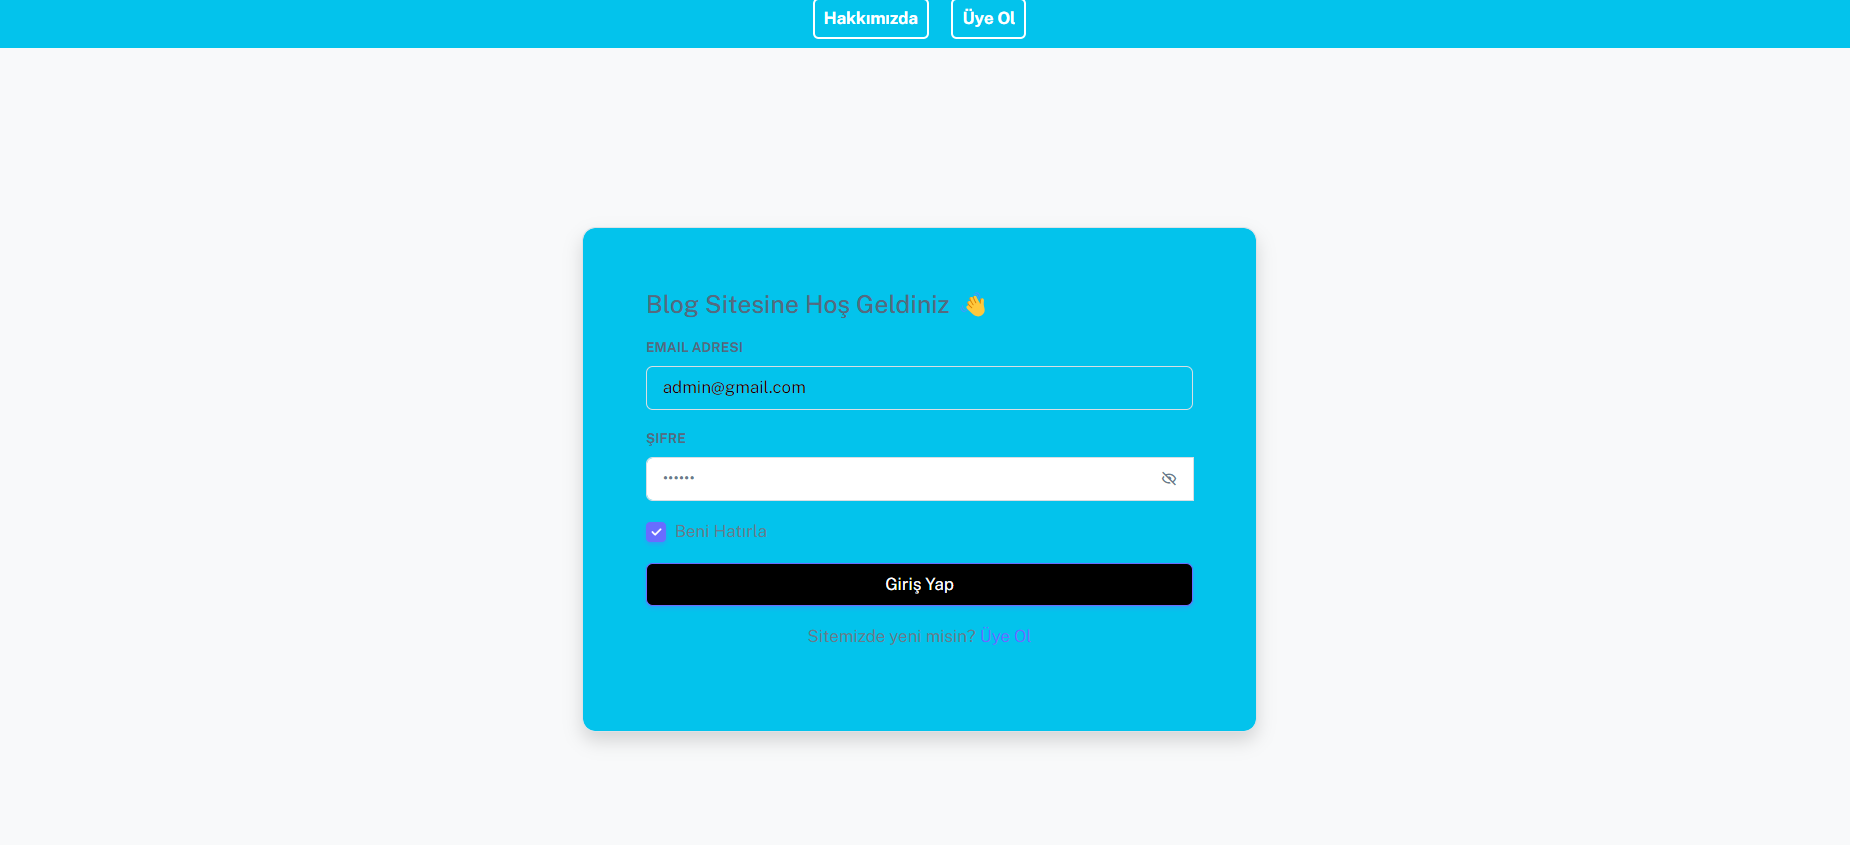 Hakkımızda Üye Ol
Blog Sitesine Hoş Geldiniz 👋
EMAIL ADRESI
admin@gmail.com
ŞIFRE
••••••
Beni Hatırla
Giriş Yap
Sitemizde yeni misin? Üye Ol